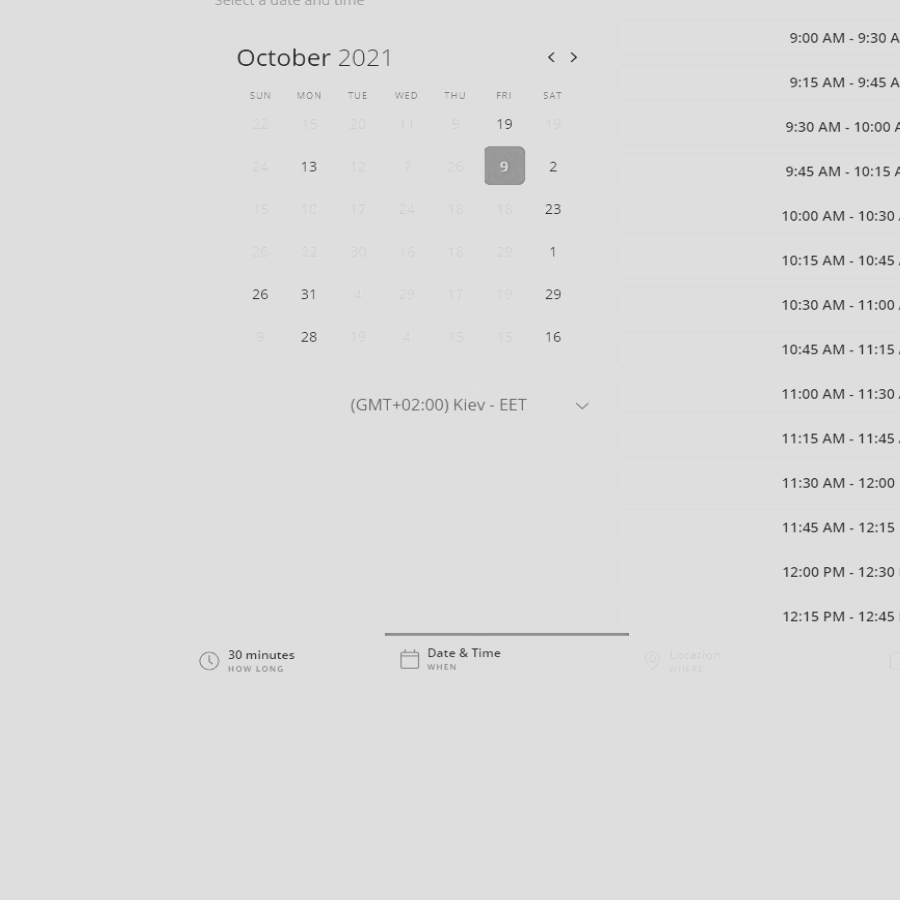 Select a date and time
October 2021
SUN MON TUE WED THU FRI SAT
22 15 20 11 9 19 19
24 13 12 7 26 9 2
15 10 17 24 18 18 23
26 22 30 16 18 29 1
26 31 4 29 17 19 29
9 28 19 4 15 15 16
(GMT+02:00) Kiev - EET
9:00 AM - 9:30 A
9:15 AM - 9:45 A
9:30 AM - 10:00 A
9:45 AM - 10:15 A
10:00 AM - 10:30
10:15 AM - 10:45
10:30 AM - 11:00
10:45 AM - 11:15
11:00 AM - 11:30
11:15 AM - 11:45
11:30 AM - 12:00
11:45 AM - 12:15
12:00 PM - 12:30
12:15 PM - 12:45
30 minutes
HOW LONG
Date & Time
WHEN
Location
WHERE